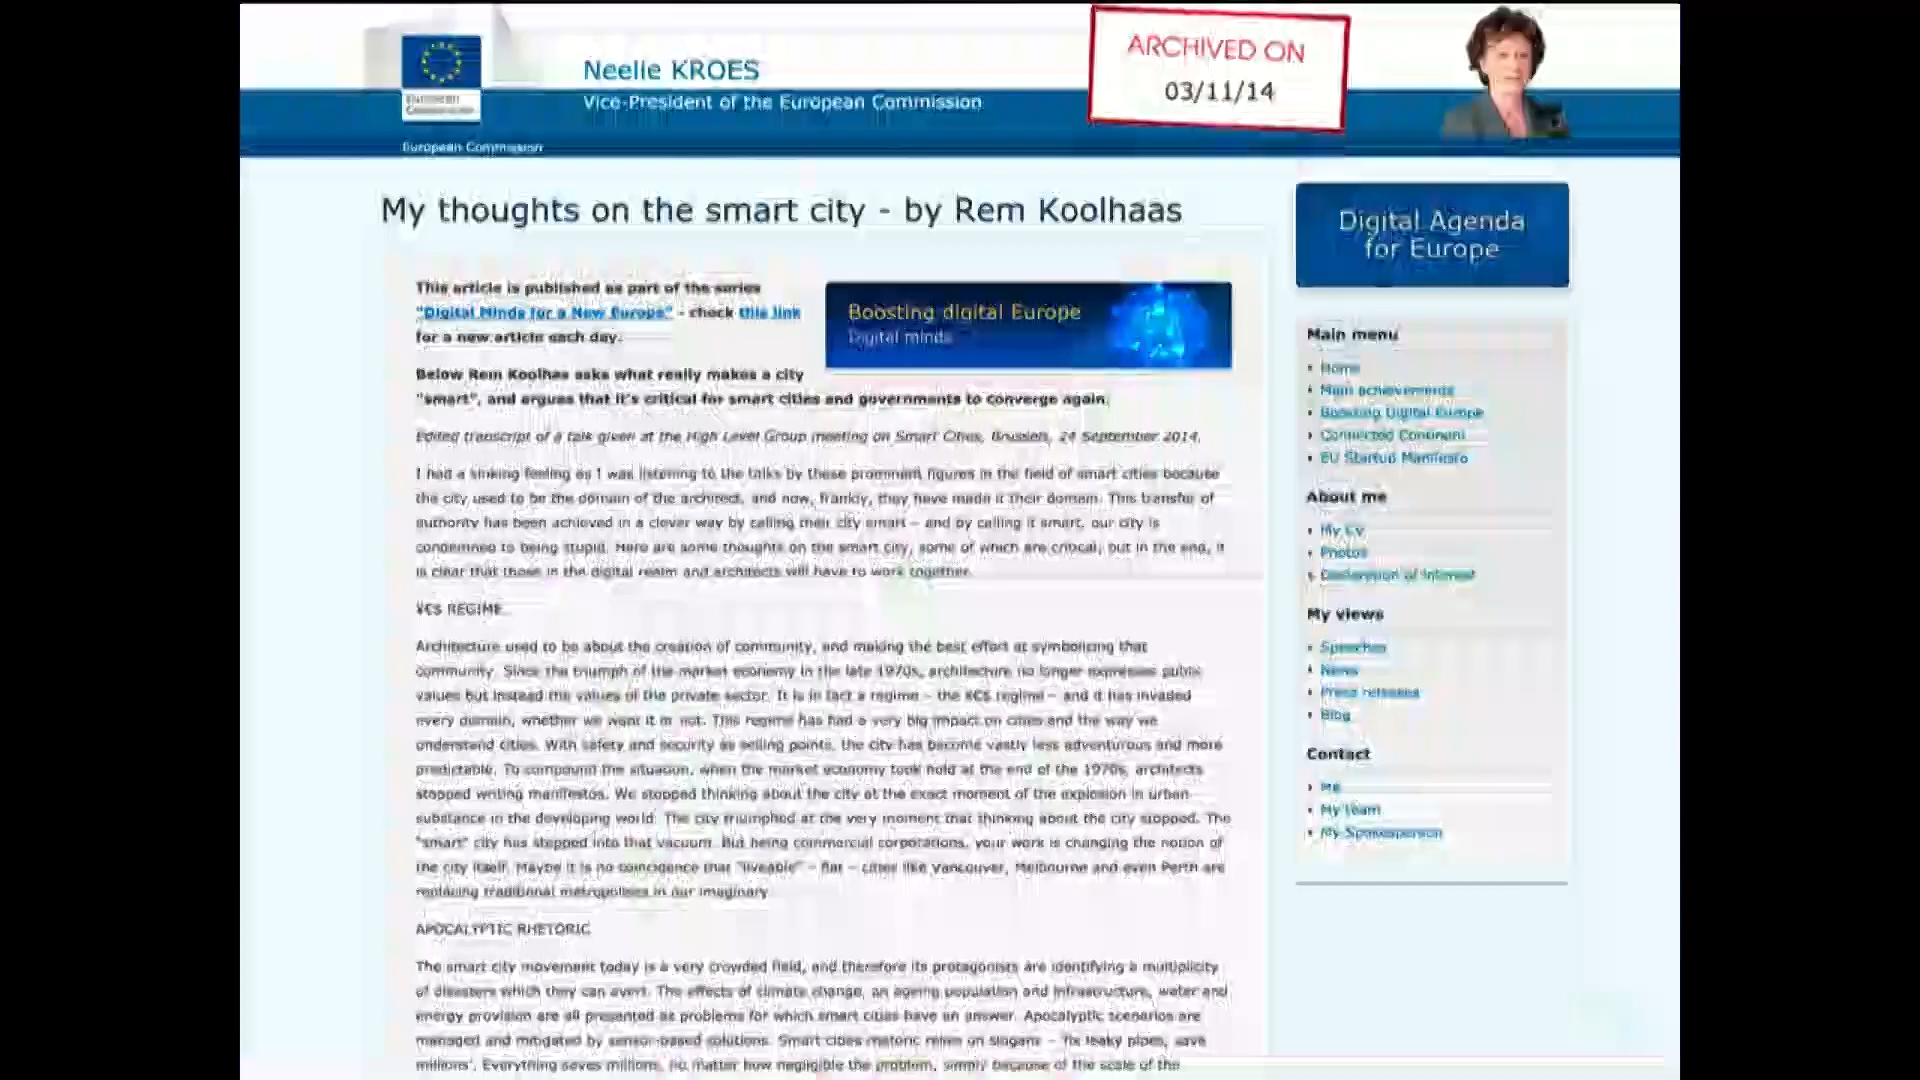 Neelie KROES
Vice-President of the European Commission
ARCHIVED ON
03/11/14
European
Commission
European Commission
My thoughts on the smart city - by Rem Koolhaas
Digital Agenda
for Europe
This article is published as part of the series
"Digital Minds for a New Europe" - check this link
for a new article each day.
Boosting digital Europe
Digital minds
Below Rem Koolhas asks what really makes a city
"smart", and argues that it's critical for smart cities and governments to converge again.
Edited transcript of a talk given at the High Level Group meeting on Smart Cities, Brussels, 24 September 2014.
I had a sinking feeling as I was listening to the talks by these prominent figures in the field of smart cities because
the city used to be the domain of the architect, and now, frankly, they have made it their domain. This transfer of
authority has been achieved in a clever way by calling their city smart – and by calling it smart, our city is
condemned to being stupid. Here are some thoughts on the smart city, some of which are critical; but in the end, it
is clear that those in the digital realm and architects will have to work together.
¥€$ REGIME
Architecture used to be about the creation of community, and making the best effort at symbolizing that
community. Since the triumph of the market economy in the late 1970s, architecture no longer expresses public
values but instead the values of the private sector. It is in fact a regime – the ¥€$ regime – and it has invaded
every domain, whether we want it or not. This regime has had a very big impact on cities and the way we
understand cities. With safety and security as selling points, the city has become vastly less adventurous and more
predictable. To compound the situation, when the market economy took hold at the end of the 1970s, architects
stopped writing manifestos. We stopped thinking about the city at the exact moment of the explosion in urban
substance in the developing world. The city triumphed at the very moment that thinking about the city stopped. The
"smart" city has stepped into that vacuum. But being commercial corporations, your work is changing the notion of
the city itself. Maybe it is no coincidence that "liveable" – flat – cities like Vancouver, Melbourne and even Perth are
replacing traditional metropolises in our imaginary.
APOCALYPTIC RHETORIC
The smart city movement today is a very crowded field, and therefore its protagonists are identifying a multiplicity
of disasters which they can avert. The effects of climate change, an ageing population and infrastructure, water and
energy provision are all presented as problems for which smart cities have an answer. Apocalyptic scenarios are
managed and mitigated by sensor-based solutions. Smart cities rhetoric relies on slogans – 'fix leaky pipes, save
millions'. Everything saves millions, no matter how negligible the problem, simply because of the scale of the
Main menu
Home
Main achievements
Boosting Digital Europe
Connected Continent
EU Startup Manifesto
About me
My CV
Photos
Declaration of Interest
My views
Speeches
News
Press releases
Blog
Contact
Me
My team
My Spokesperson